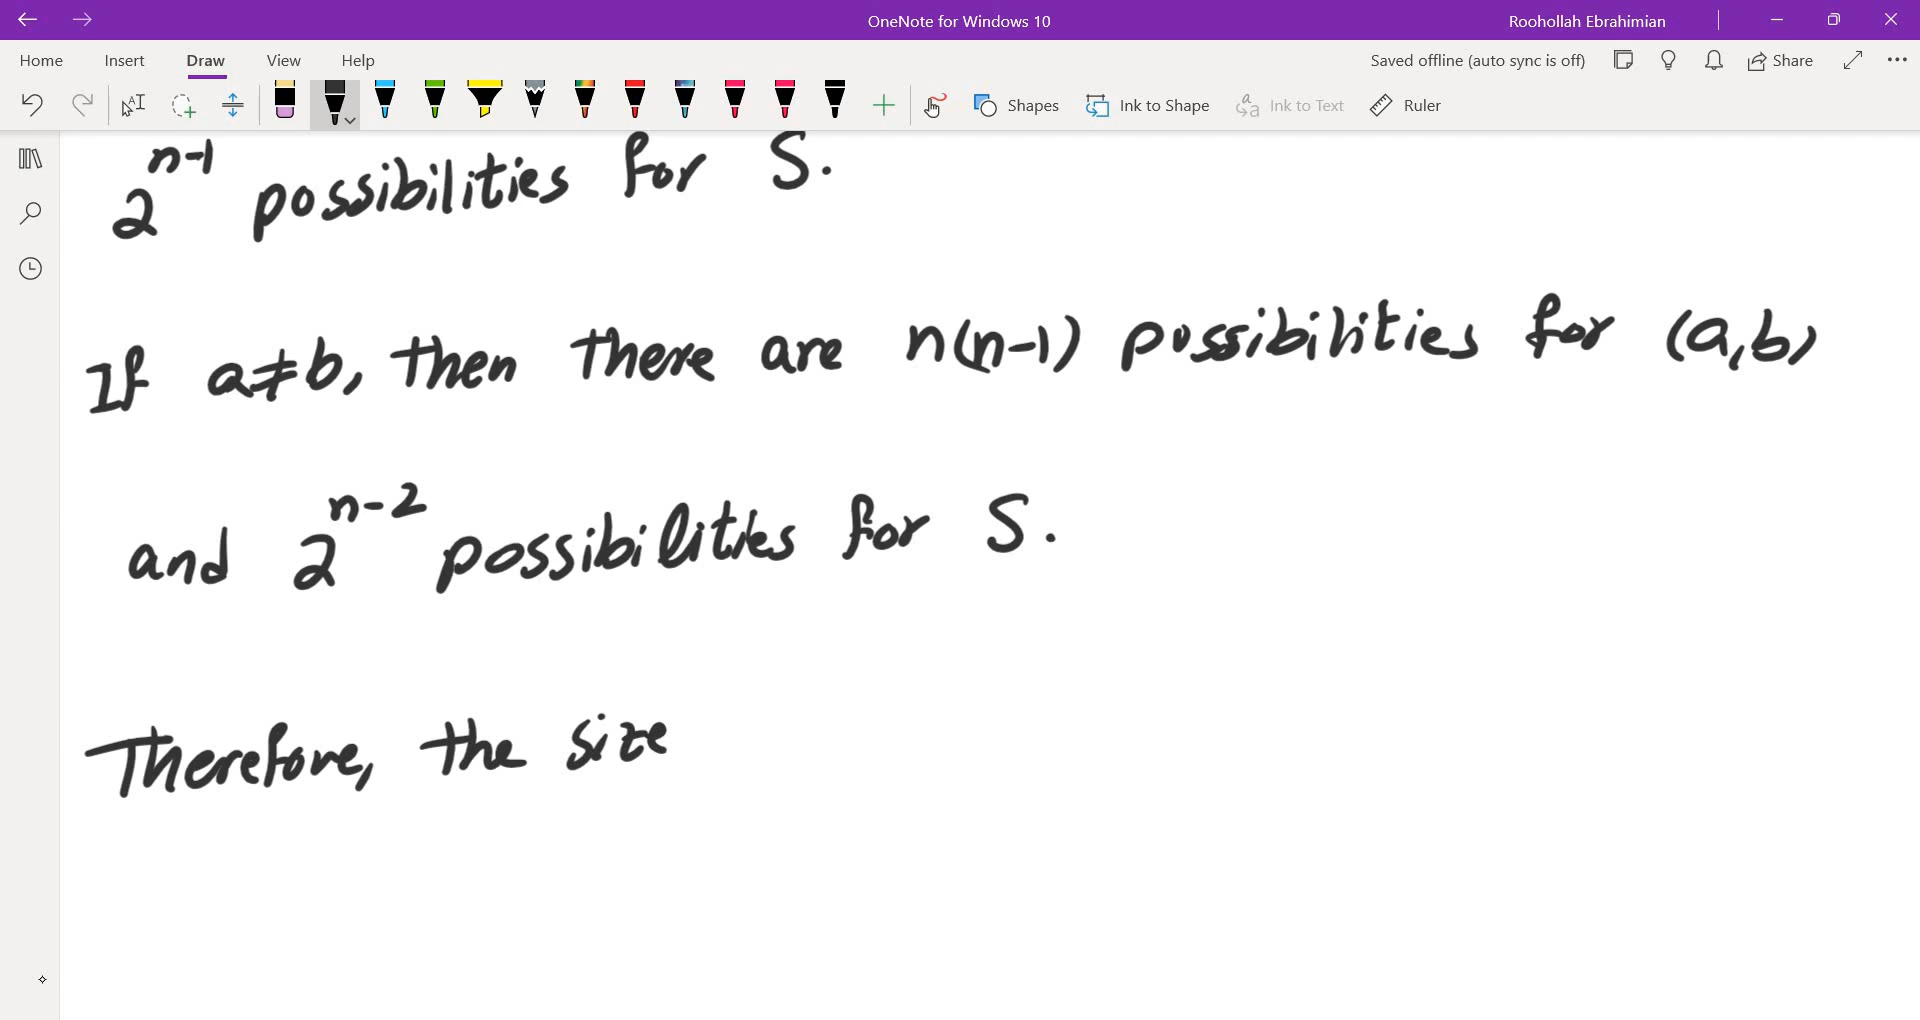 OneNote for Windows 10
Roohollah Ebrahimian
Home Insert Draw View Help
Saved offline (auto sync is off) Share
Shapes Ink to Shape Ink to Text Ruler
2^{n-1} possibilities for S.
If a≠b, then there are n(n-1) possibilities for (a,b)
and 2^{n-2} possibilities for S.
Therefore, the size